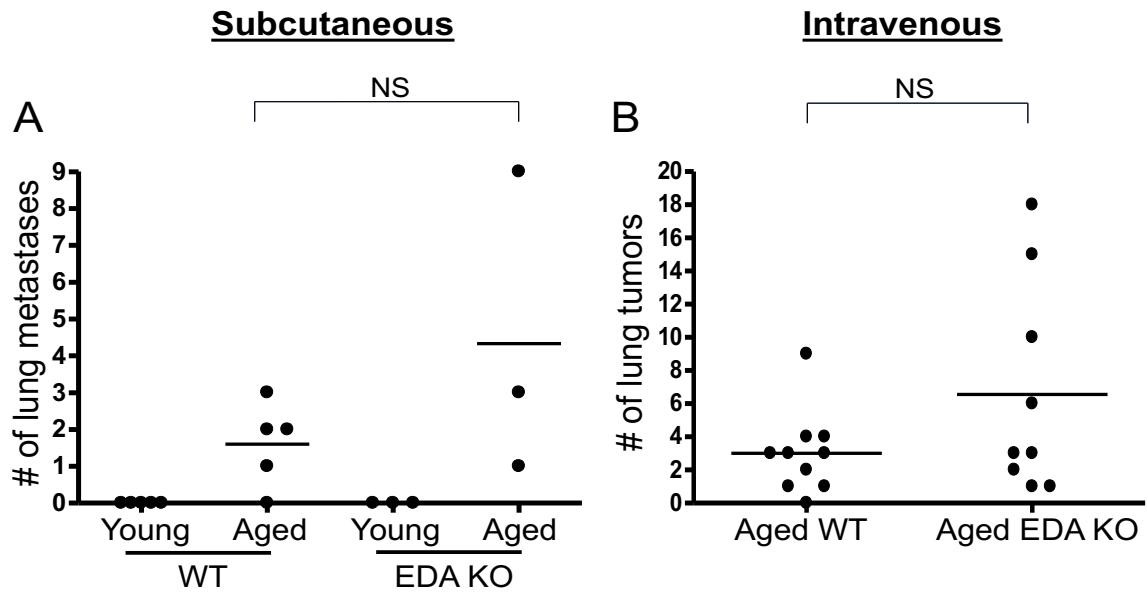 Subcutaneous
NS
A
# of lung metastases
9
8
7
6
5
4
3
2
1
0
Young Aged Young Aged
WT EDA KO
Intravenous
NS
B
# of lung tumors
20
18
16
14
12
10
8
6
4
2
0
Aged WT Aged EDA KO